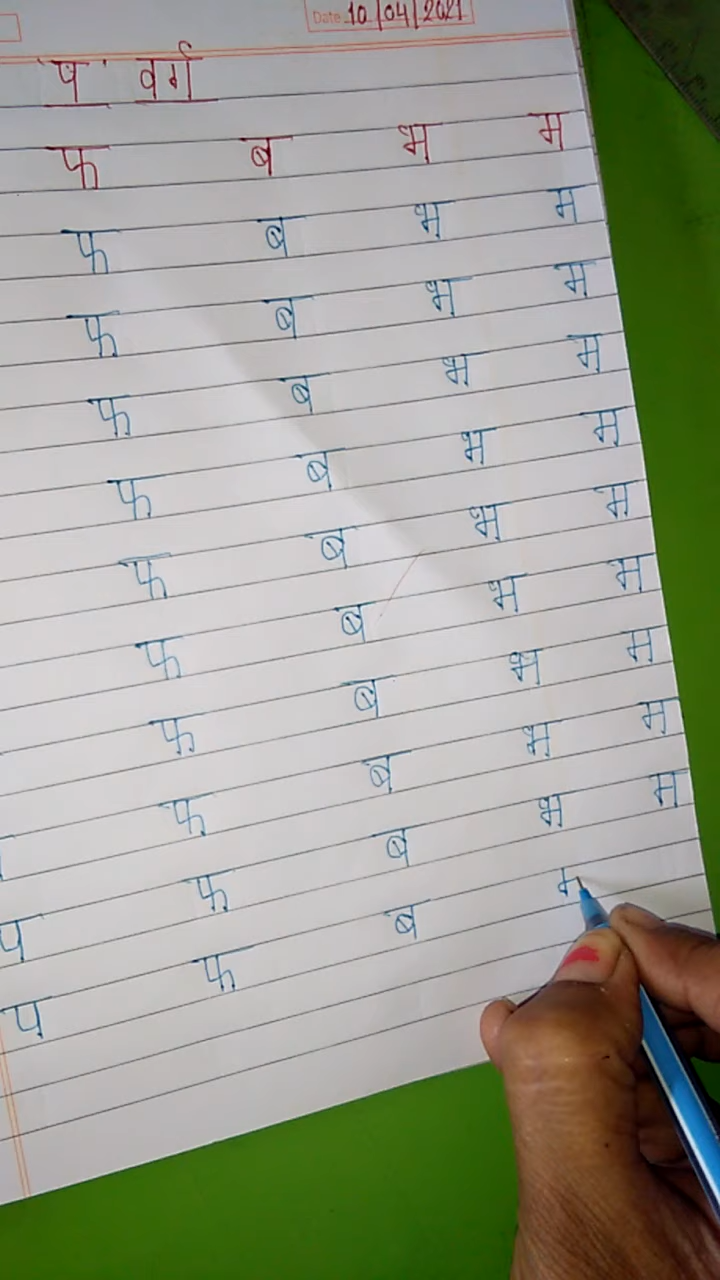 Date 10/04/2021
'प' वर्ग
फ ब भ म
फ ब भ म
फ ब भ म
फ ब भ म
फ ब भ म
फ ब भ म
फ ब भ म
फ ब भ म
फ ब भ म
प फ ब भ म
प फ ब